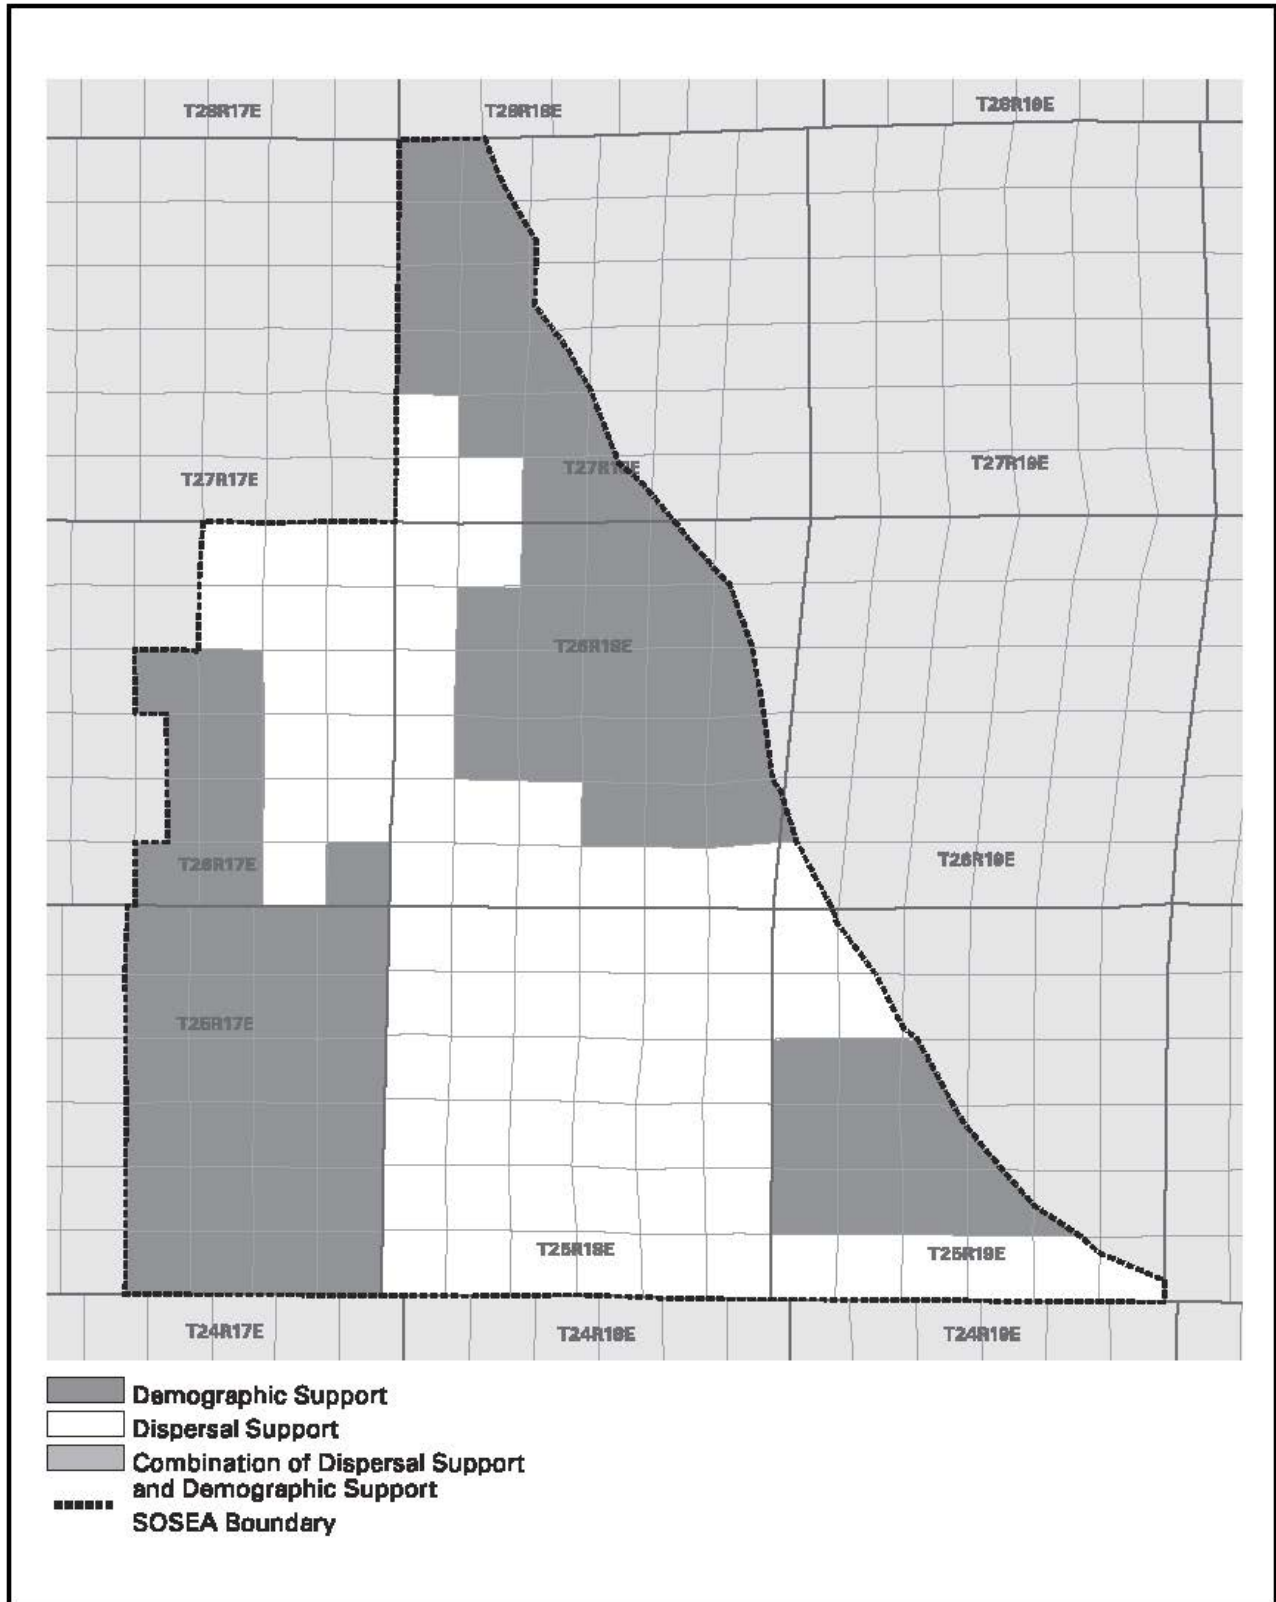 T28R17E
T28R18E
T28R19E
T27R17E
T27R18E
T27R19E
T26R18E
T26R17E
T26R19E
T25R17E
T25R18E
T25R19E
T24R17E
T24R18E
T24R19E
Demographic Support
Dispersal Support
Combination of Dispersal Support
and Demographic Support
SOSEA Boundary